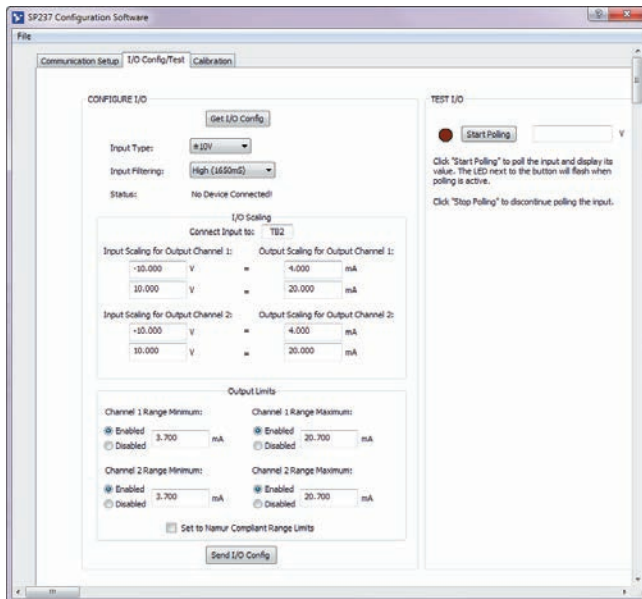 SP237 Configuration Software
File
Communication Setup I/O Config/Test Calibration
CONFIGURE I/O
Get I/O Config
Input Type: ±10V
Input Filtering: High (1650mS)
Status: No Device Connected!
I/O Scaling
Connect Input to: TB2
Input Scaling for Output Channel 1: Output Scaling for Output Channel 1:
-10.000 V = 4.000 mA
10.000 V = 20.000 mA
Input Scaling for Output Channel 2: Output Scaling for Output Channel 2:
-10.000 V = 4.000 mA
10.000 V = 20.000 mA
Output Limits
Channel 1 Range Minimum: Channel 1 Range Maximum:
Enabled 3.700 mA Enabled 20.700 mA
Disabled Disabled
Channel 2 Range Minimum: Channel 2 Range Maximum:
Enabled 3.700 mA Enabled 20.700 mA
Disabled Disabled
Set to Namur Compliant Range Limits
Send I/O Config
TEST I/O
Start Polling V
Click "Start Polling" to poll the input and display its
value. The LED next to the button will flash when
polling is active.
Click "Stop Polling" to discontinue polling the input.